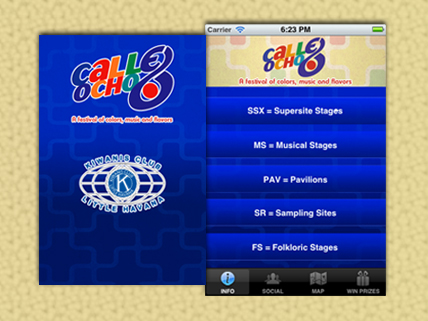 CALLE
OCHO 8
A festival of colors, music and flavors
KIWANIS CLUB
K
LITTLE HAVANA
Carrier 6:23 PM
CALLE
OCHO 8
A festival of colors, music and flavors
SSX = Supersite Stages
MS = Musical Stages
PAV = Pavilions
SR = Sampling Sites
FS = Folkloric Stages
INFO SOCIAL MAP WIN PRIZES